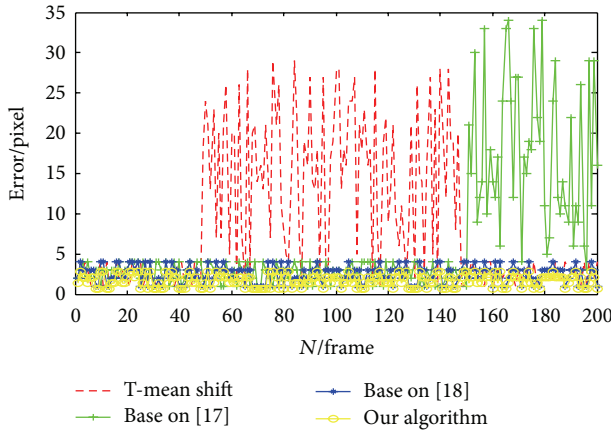 35
30
25
20
15
10
5
0
Error/pixel
0 20 40 60 80 100 120 140 160 180 200
N/frame
T-mean shift
Base on [17]
Base on [18]
Our algorithm